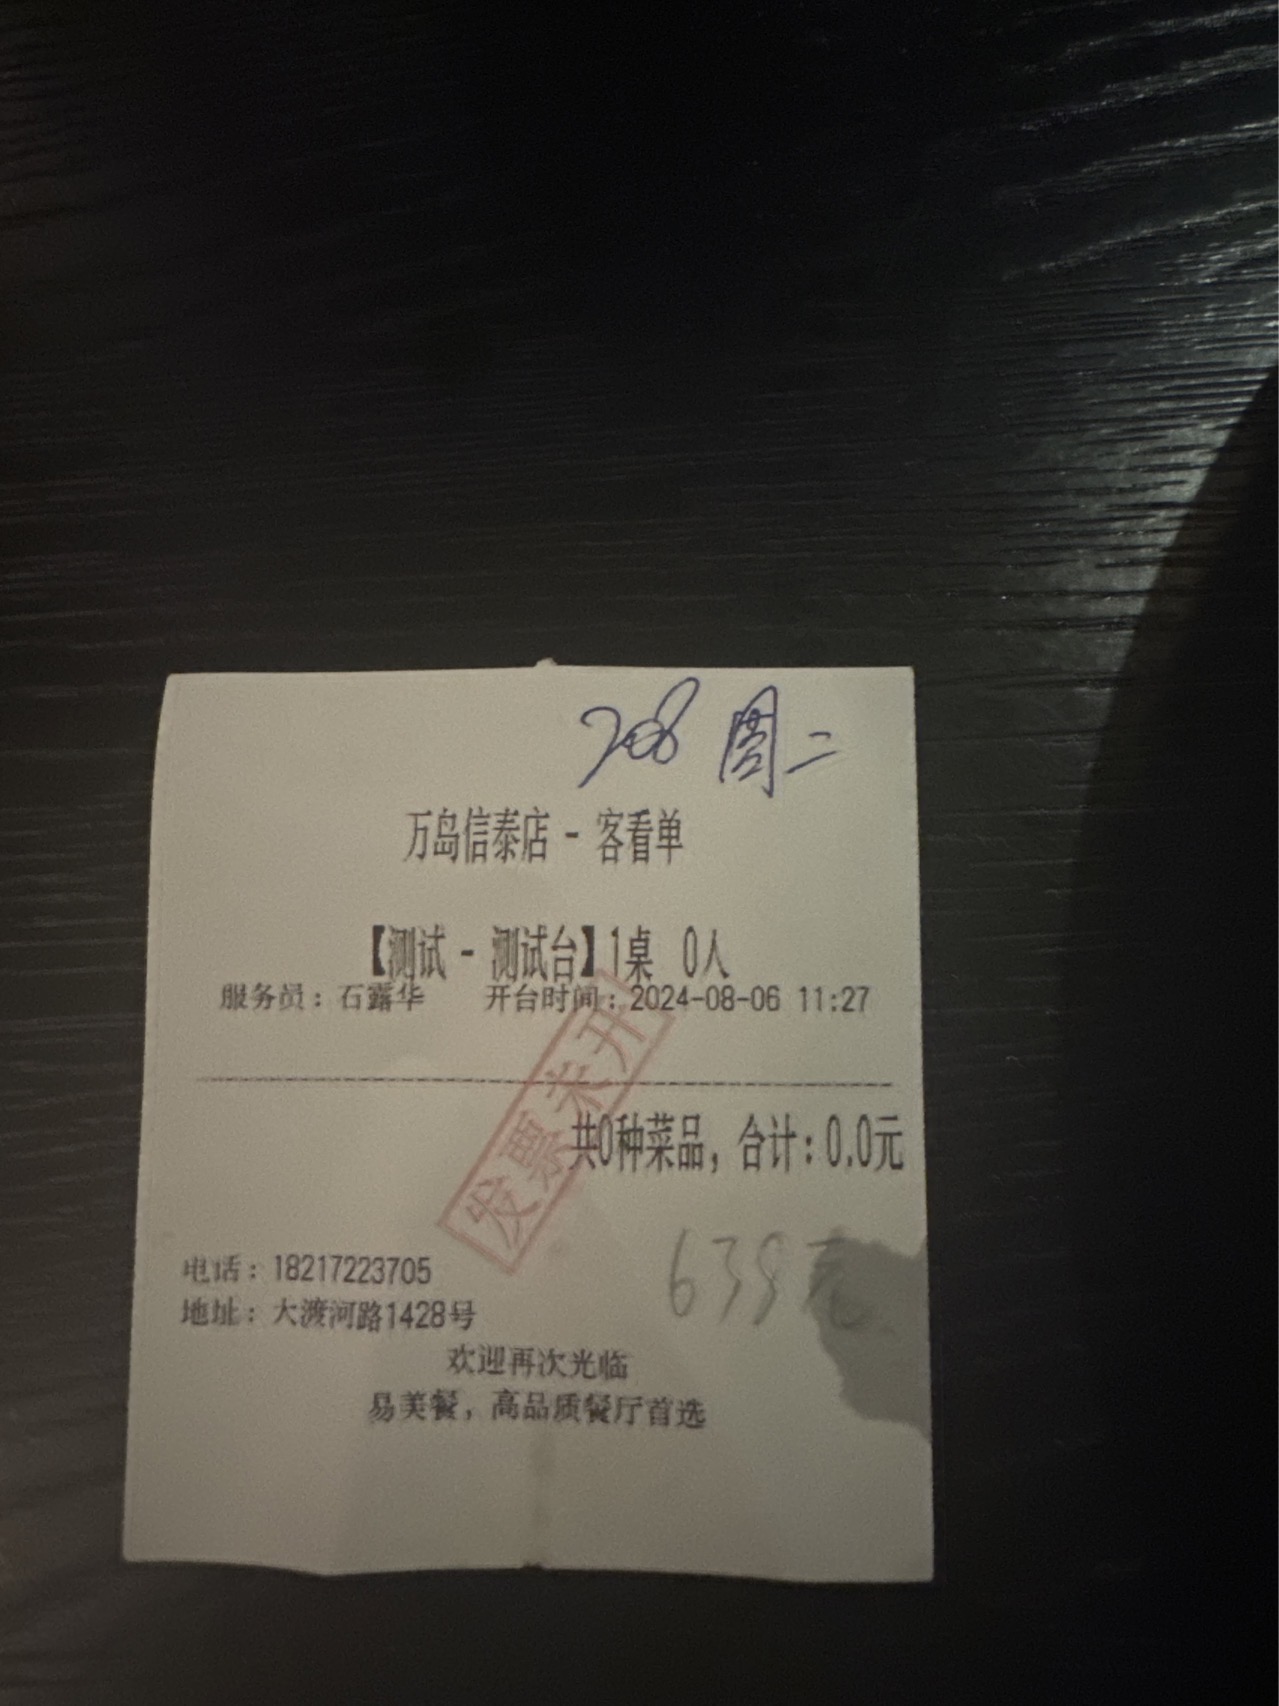 208 周二
万岛信泰店 - 客看单
【测试 - 测试台】1桌 0人
服务员：石露华 开台时间：2024-08-06 11:27
发票未开
共0种菜品，合计：0.0元
639元
电话：18217223705
地址：大渡河路1428号
欢迎再次光临
易美餐，高品质餐厅首选